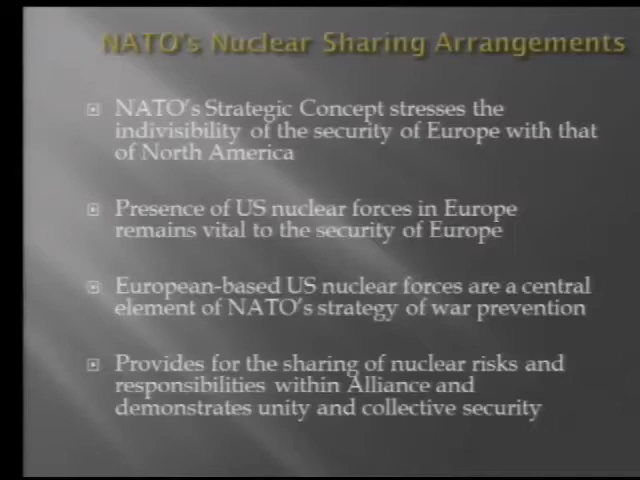 NATO's Nuclear Sharing Arrangements
NATO's Strategic Concept stresses the
indivisibility of the security of Europe with that
of North America
Presence of US nuclear forces in Europe
remains vital to the security of Europe
European-based US nuclear forces are a central
element of NATO's strategy of war prevention
Provides for the sharing of nuclear risks and
responsibilities within Alliance and
demonstrates unity and collective security